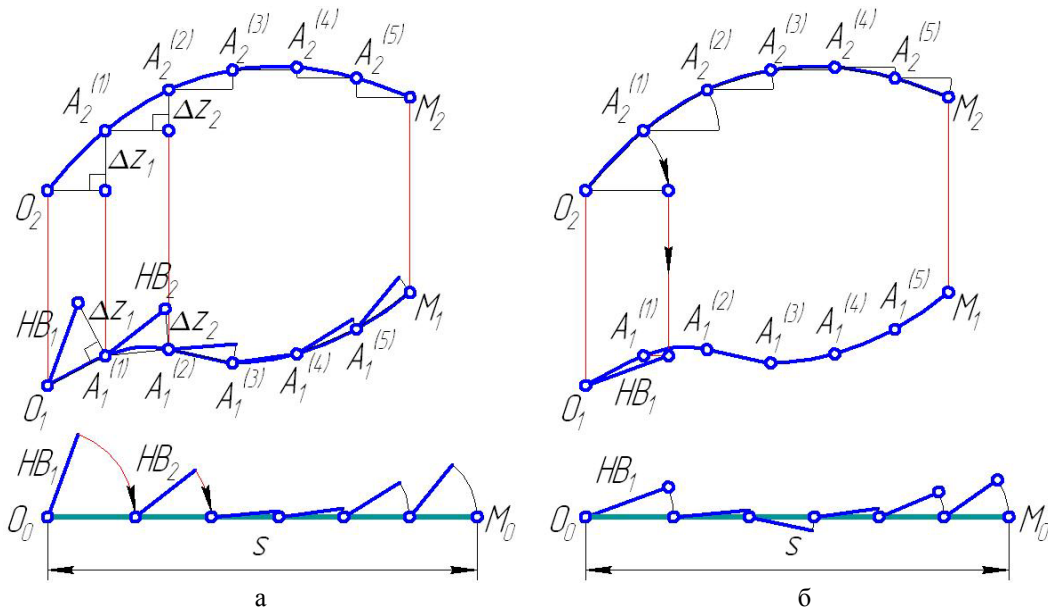 A₂⁽¹⁾ A₂⁽²⁾ A₂⁽³⁾ A₂⁽⁴⁾ A₂⁽⁵⁾ M₂
ΔZ₂
ΔZ₁
O₂
HB₁ ΔZ₁ HB₂ ΔZ₂ M₁
O₁ A₁⁽¹⁾ A₁⁽²⁾ A₁⁽³⁾ A₁⁽⁴⁾ A₁⁽⁵⁾
HB₁ HB₂
O₀ M₀
S
а
A₂⁽¹⁾ A₂⁽²⁾ A₂⁽³⁾ A₂⁽⁴⁾ A₂⁽⁵⁾ M₂
O₂
A₁⁽¹⁾ A₁⁽²⁾ A₁⁽³⁾ A₁⁽⁴⁾ A₁⁽⁵⁾ M₁
O₁ HB₁
HB₁
O₀ M₀
S
б